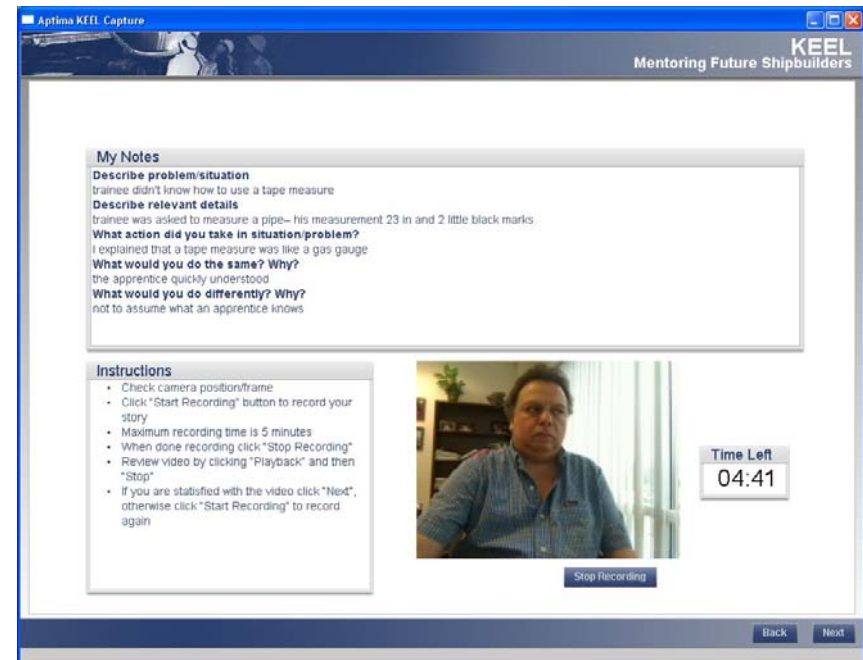 Aptima KEEL Capture
KEEL
Mentoring Future Shipbuilders
My Notes
Describe problem/situation
trainee didn't know how to use a tape measure
Describe relevant details
trainee was asked to measure a pipe– his measurement 23 in and 2 little black marks
What action did you take in situation/problem?
I explained that a tape measure was like a gas gauge
What would you do the same? Why?
the apprentice quickly understood
What would you do differently? Why?
not to assume what an apprentice knows
Instructions
• Check camera position/frame
• Click "Start Recording" button to record your
story
• Maximum recording time is 5 minutes
• When done recording click "Stop Recording"
• Review video by clicking "Playback" and then
"Stop"
• If you are statisfied with the video click "Next",
otherwise click "Start Recording" to record
again
Time Left
04:41
Stop Recording
Back
Next